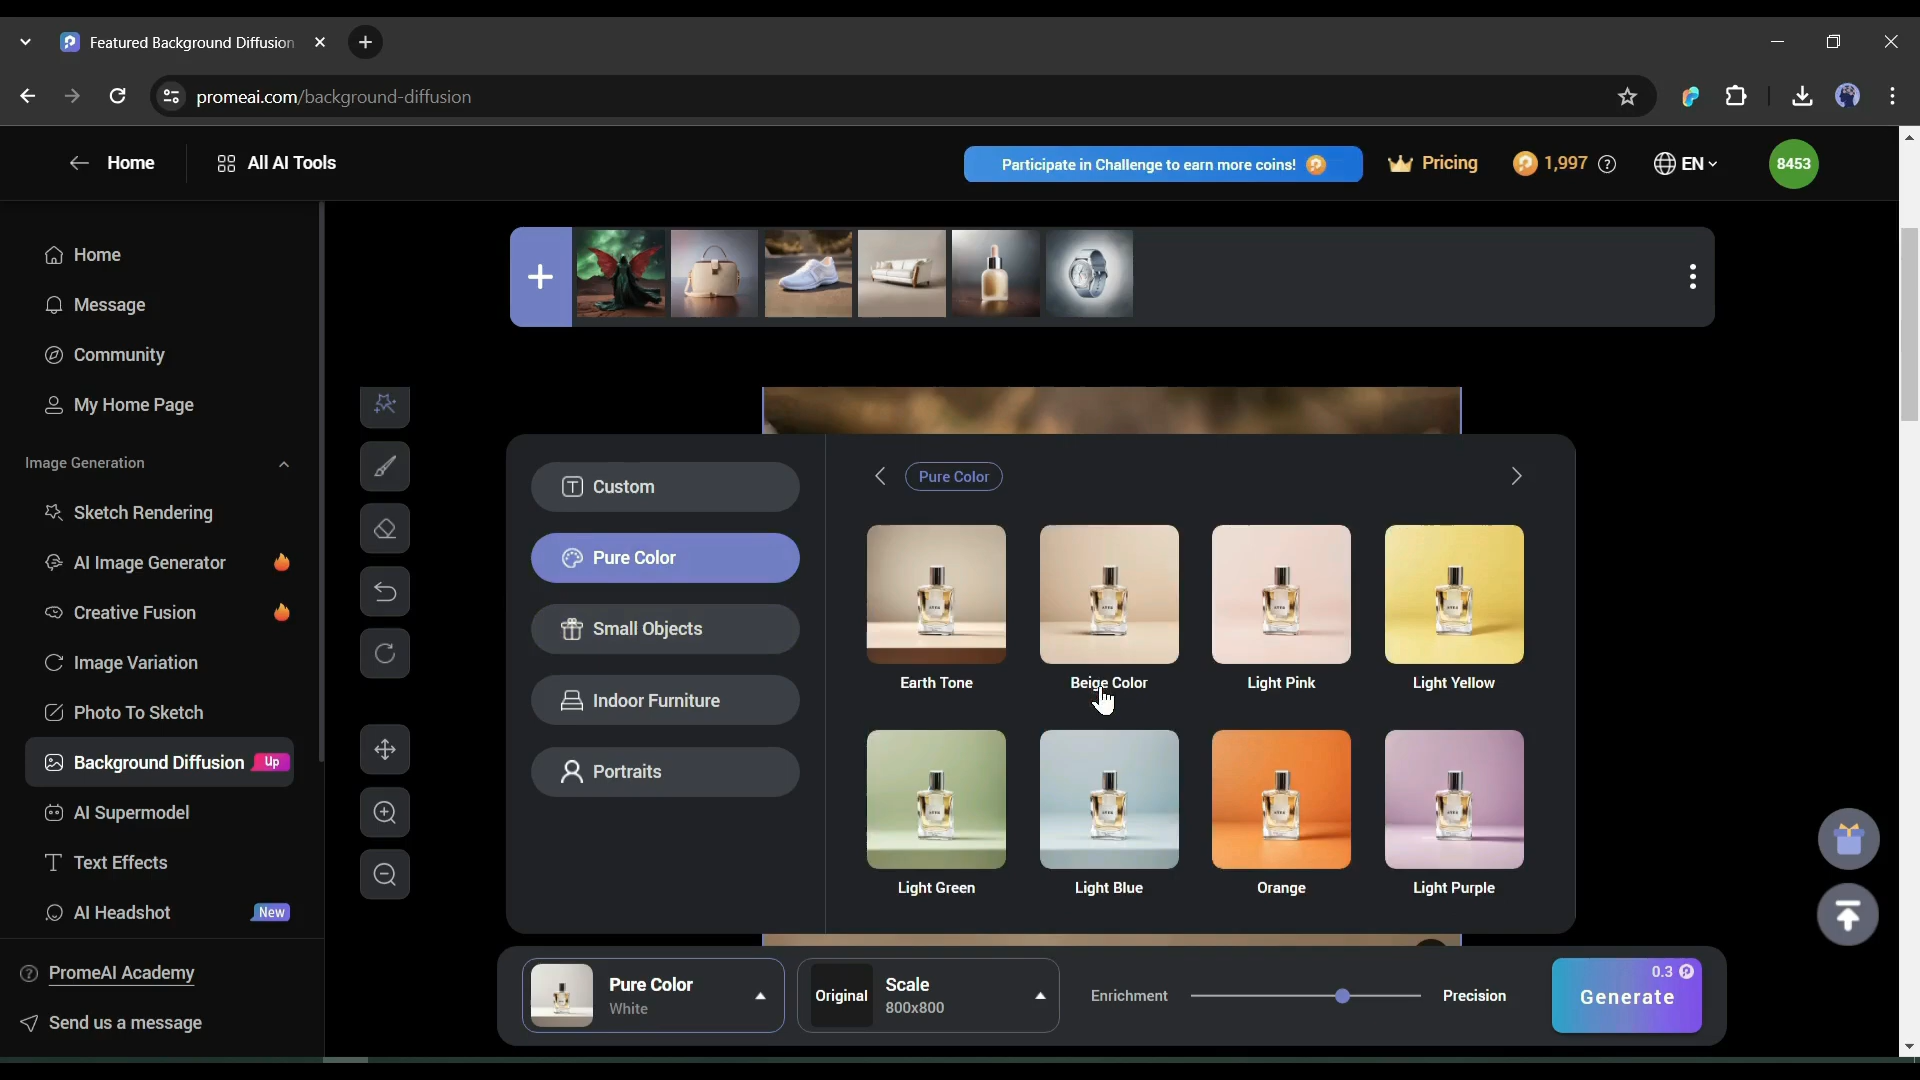 Featured Background Diffusion
promeai.com/background-diffusion
Home
All AI Tools
Participate in Challenge to earn more coins!
Pricing
1,997
EN
8453
Home
Message
Community
My Home Page
Image Generation
Sketch Rendering
AI Image Generator
Creative Fusion
Image Variation
Photo To Sketch
Background Diffusion Up
AI Supermodel
Text Effects
AI Headshot New
PromeAI Academy
Send us a message
Custom
Pure Color
Small Objects
Indoor Furniture
Portraits
Pure Color
Earth Tone
Beige Color
Light Pink
Light Yellow
Light Green
Light Blue
Orange
Light Purple
Pure Color
White
Original
Scale
800x800
Enrichment
Precision
0.3
Generate